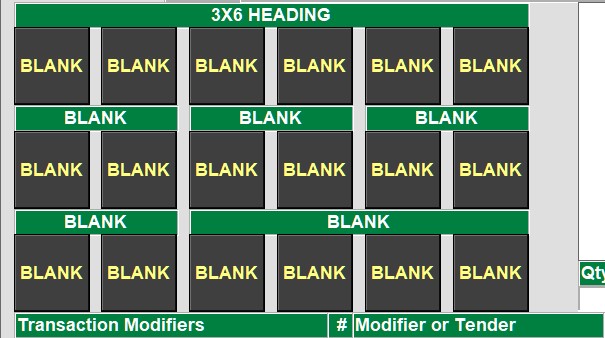 3X6 HEADING
BLANK BLANK BLANK BLANK BLANK BLANK
BLANK BLANK BLANK
BLANK BLANK BLANK BLANK BLANK BLANK
BLANK BLANK
BLANK BLANK BLANK BLANK BLANK BLANK
Qty
Transaction Modifiers # Modifier or Tender